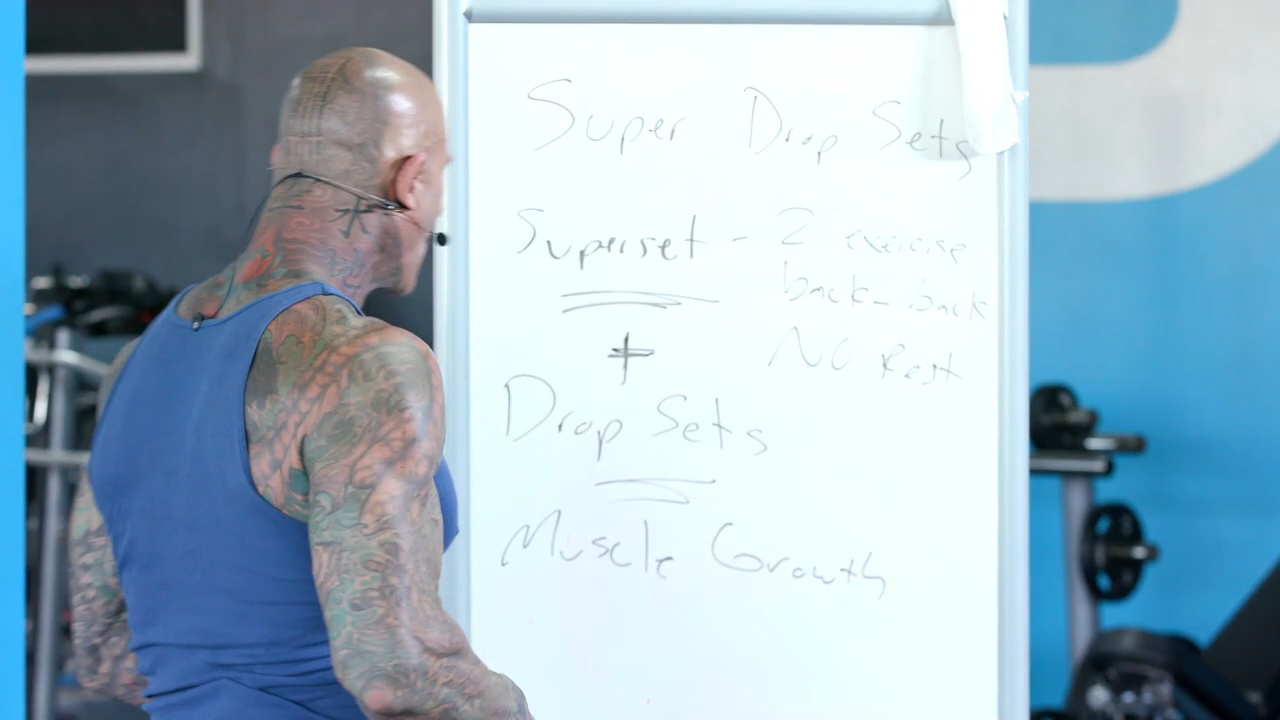 Super Drop Sets
Superset - 2 exercise
back-back
No Rest
+
Drop Sets
Muscle Growth